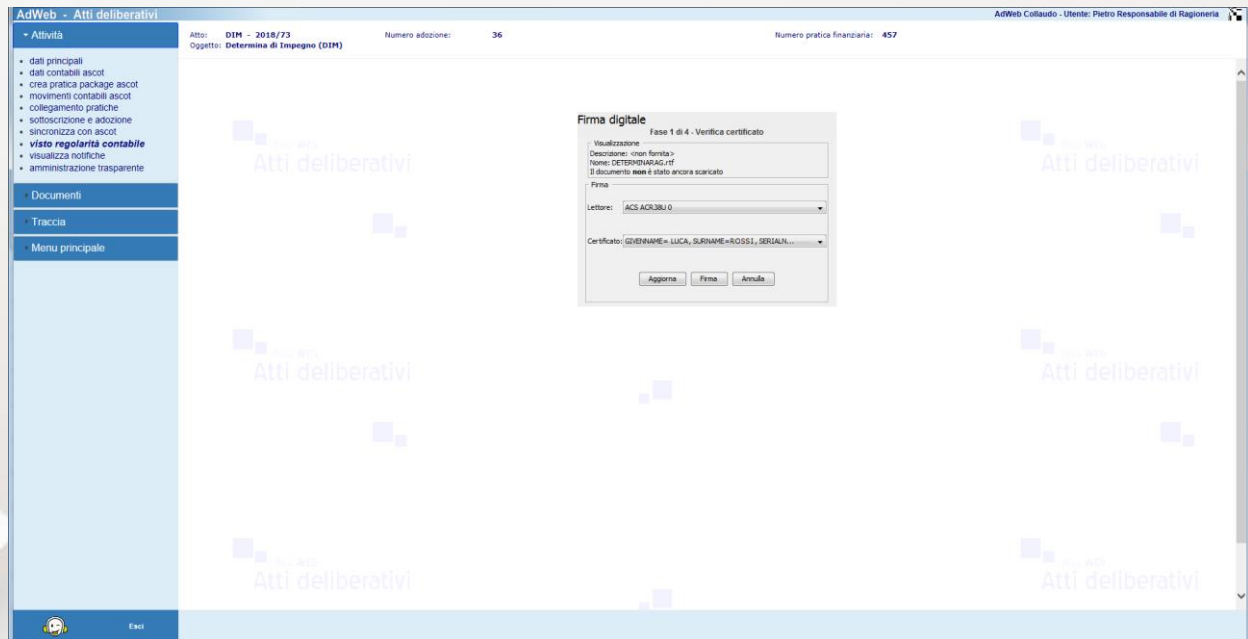 AdWeb - Atti deliberativi
AdWeb Collaudo - Utente: Pietro Responsabile di Ragioneria
Attività
Atto: DIM - 2018/73 Numero adozione: 36 Numero pratica finanziaria: 457
Oggetto: Determina di Impegno (DIM)
dati principali
dati contabili ascot
crea pratica package ascot
movimenti contabili ascot
collegamento pratiche
sottoscrizione e adozione
sincronizza con ascot
visto regolarità contabile
visualizza notifiche
amministrazione trasparente
Documenti
Traccia
Menu principale
Firma digitale
Fase 1 di 4 - Verifica certificato
Visualizzazione
Descrizione: <non fornita>
Nome: DETERMINARAG.rtf
Il documento non è stato ancora scaricato
Firma
Lettore: ACS ACR38U 0
Certificato: GIVENNAME= LUCA, SURNAME=ROSSI, SERIALN...
Aggiorna Firma Annulla
Atti deliberativi
Atti deliberativi
Atti deliberativi
Atti deliberativi
Atti deliberativi
Atti deliberativi
Esci